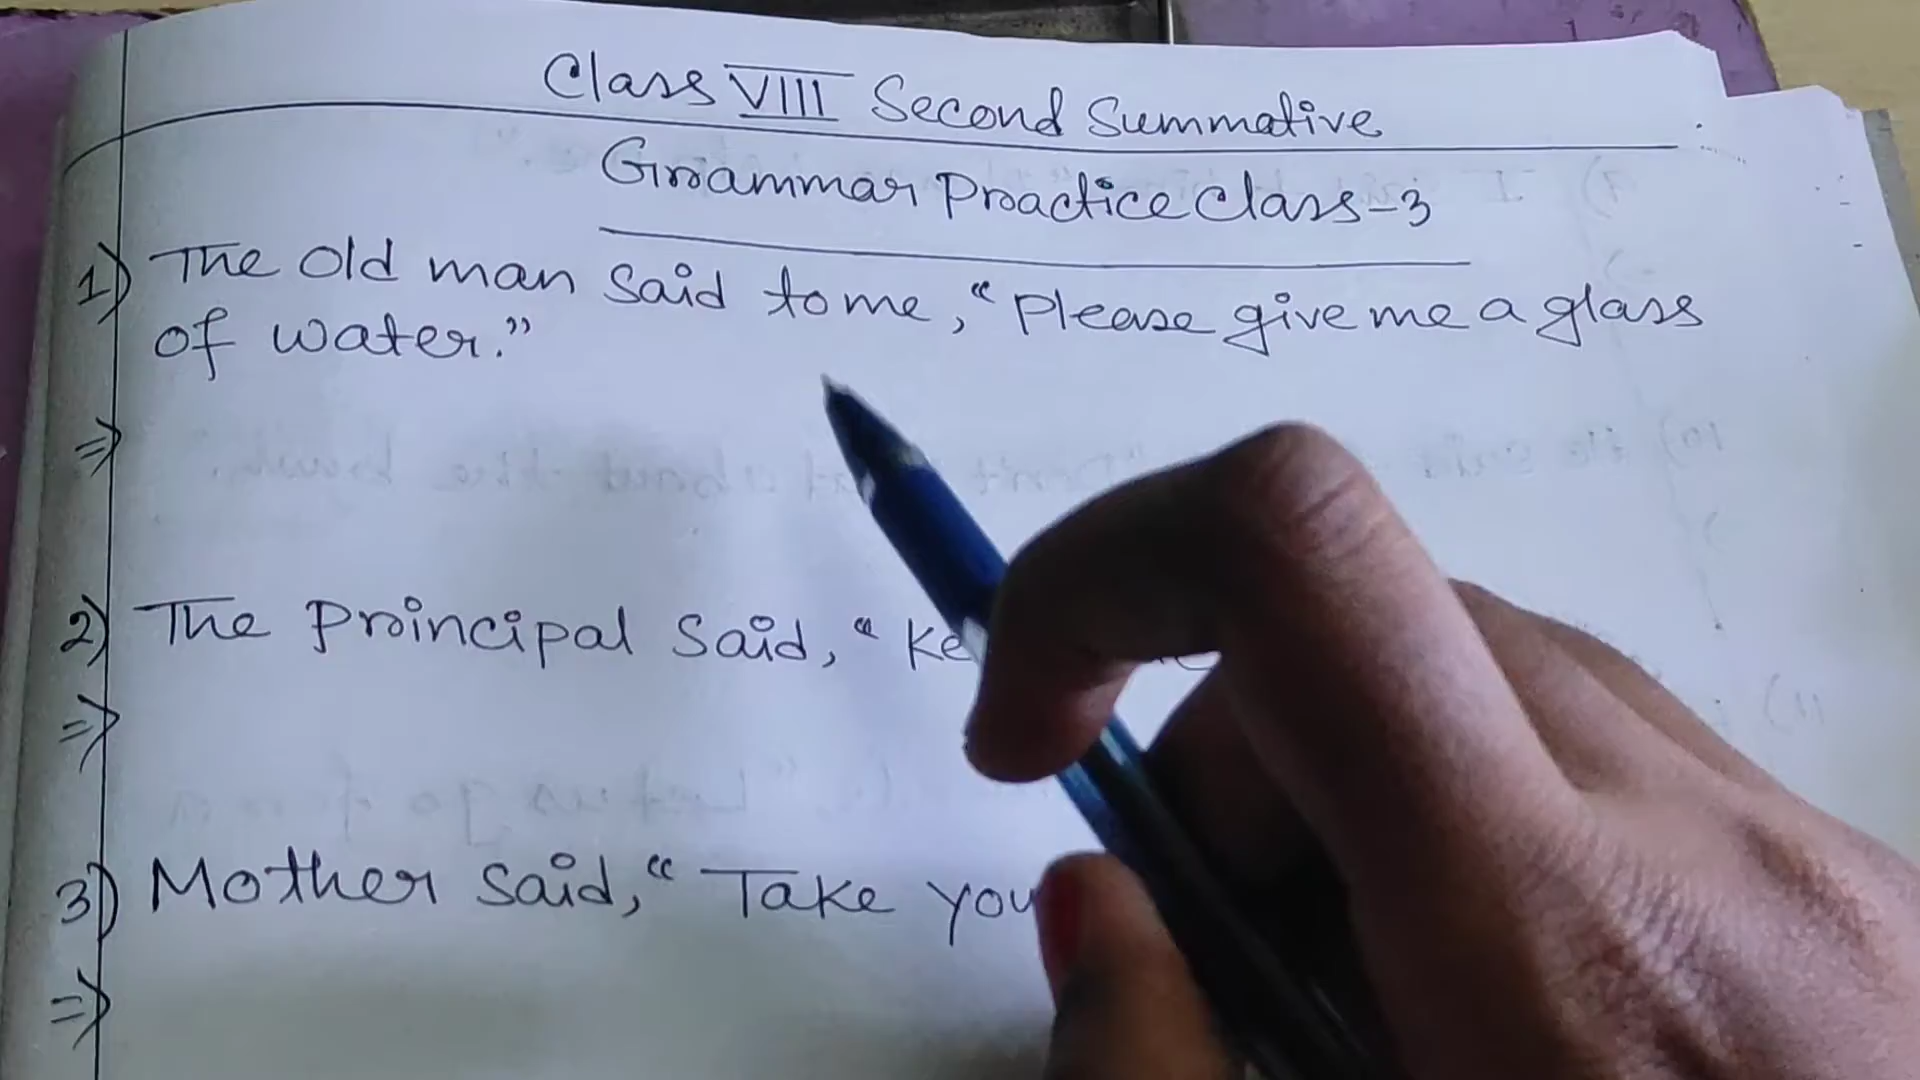 Class VIII Second Summative
Grammar Practice Class-3
1) The old man said to me, "Please give me a glass
of water."
⇒
2) The Principal said, "Ke
⇒
3) Mother said, "Take you
⇒